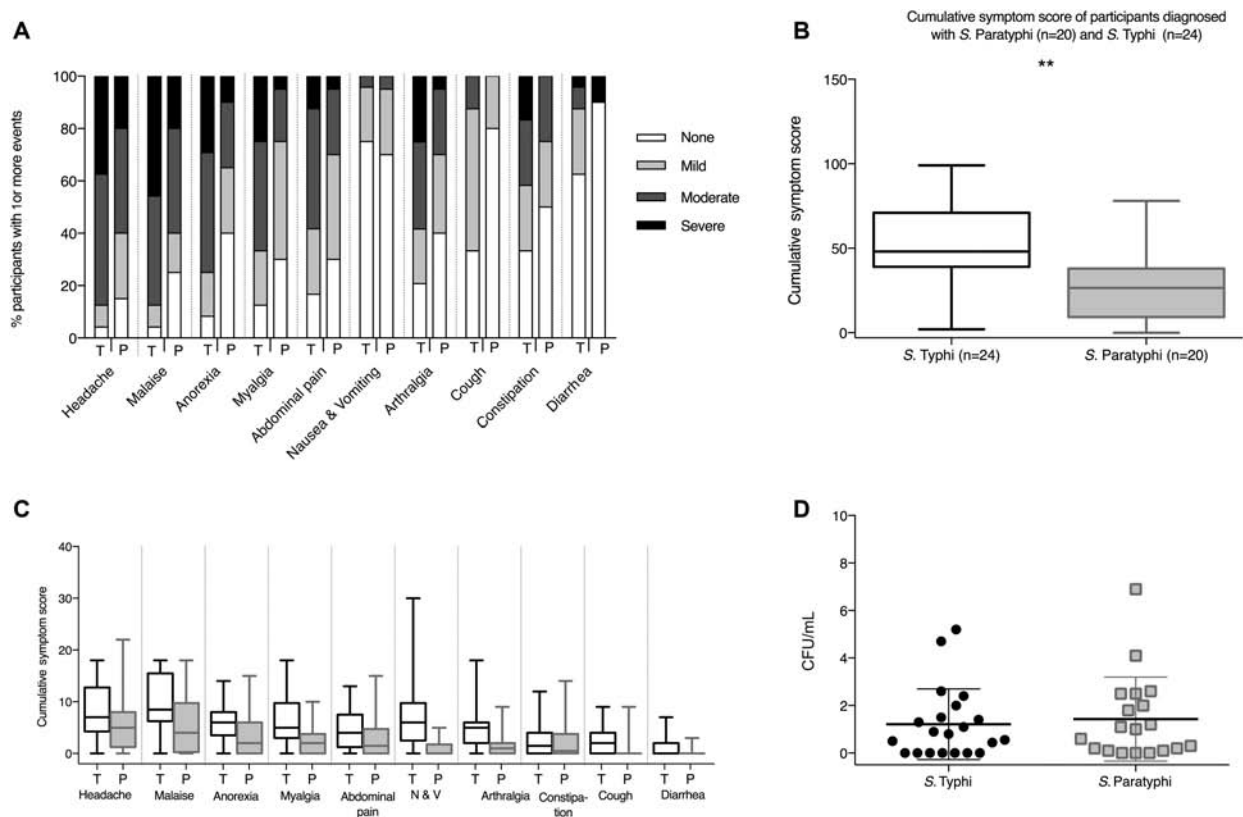 A
% participants with 1or more events
100
80
60
40
20
0
T P T P T P T P T P T P T P T P T P T P
Headache
Malaise
Anorexia
Myalgia
Abdominal pain
Nausea & Vomiting
Arthralgia
Cough
Constipation
Diarrhea
None
Mild
Moderate
Severe
B
Cumulative symptom score of participants diagnosed
with S. Paratyphi (n=20) and S. Typhi (n=24)
**
Cumulative symptom score
150
100
50
0
S. Typhi (n=24) S. Paratyphi (n=20)
C
Cumulative symptom score
40
30
20
10
0
T P T P T P T P T P T P T P T P T P T P
Headache Malaise Anorexia Myalgia Abdominal N & V Arthralgia Constipa- Cough Diarrhea
pain tion
D
CFU/mL
10
8
6
4
2
0
S. Typhi S. Paratyphi